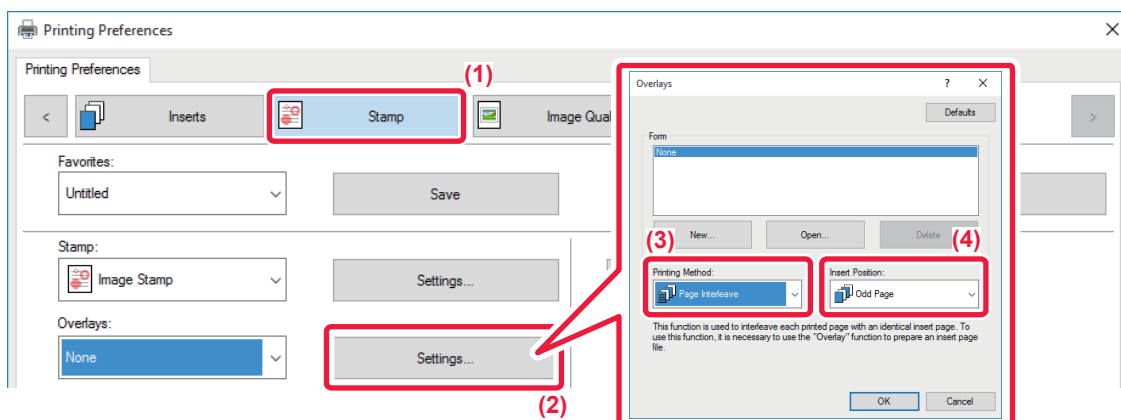 Printing Preferences
Printing Preferences
(1)
<
Inserts
Stamp
Image Qual
>
Favorites:
Untitled
Save
Stamp:
Image Stamp
Settings...
Overlays:
None
Settings...
(2)
Overlays
?
Defaults
Form
None
New...
Open...
Delete
(3)
(4)
Printing Method:
Page Interleave
Insert Position:
Odd Page
This function is used to interleave each printed page with an identical insert page. To
use this function, it is necessary to use the "Overlay" function to prepare an insert page
file.
OK
Cancel